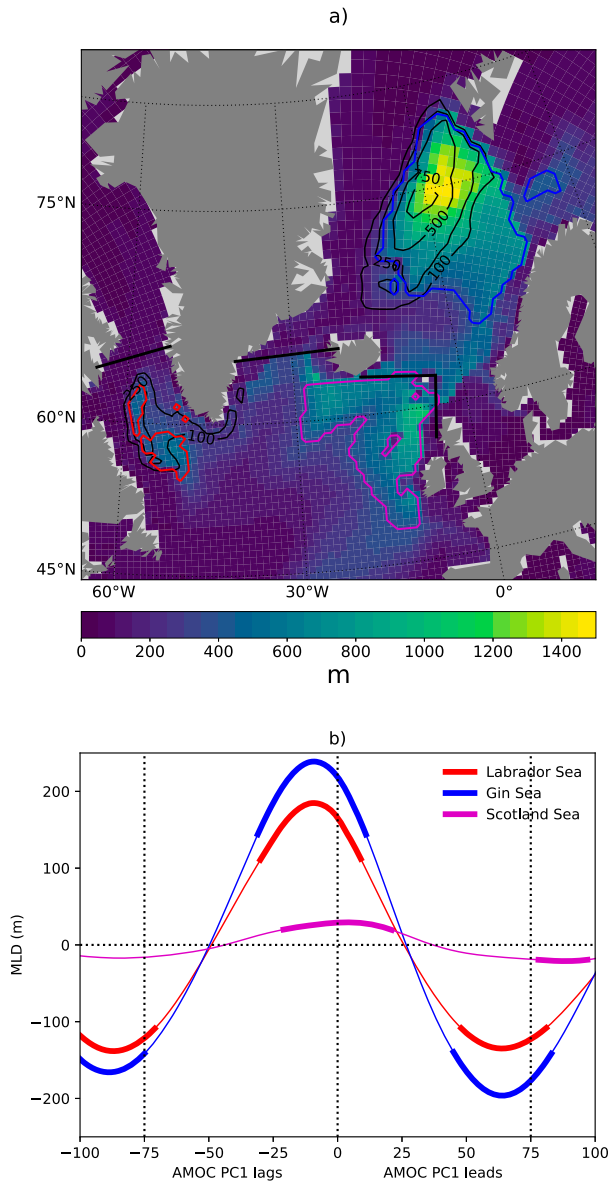 a)
75°N
60°N
45°N
750
500
250
100
100
60°W 30°W 0°
0 200 400 600 800 1000 1200 1400
m
b)
MLD (m)
200
100
0
−100
−200
Labrador Sea
Gin Sea
Scotland Sea
−100 −75 −50 −25 0 25 50 75 100
AMOC PC1 lags AMOC PC1 leads